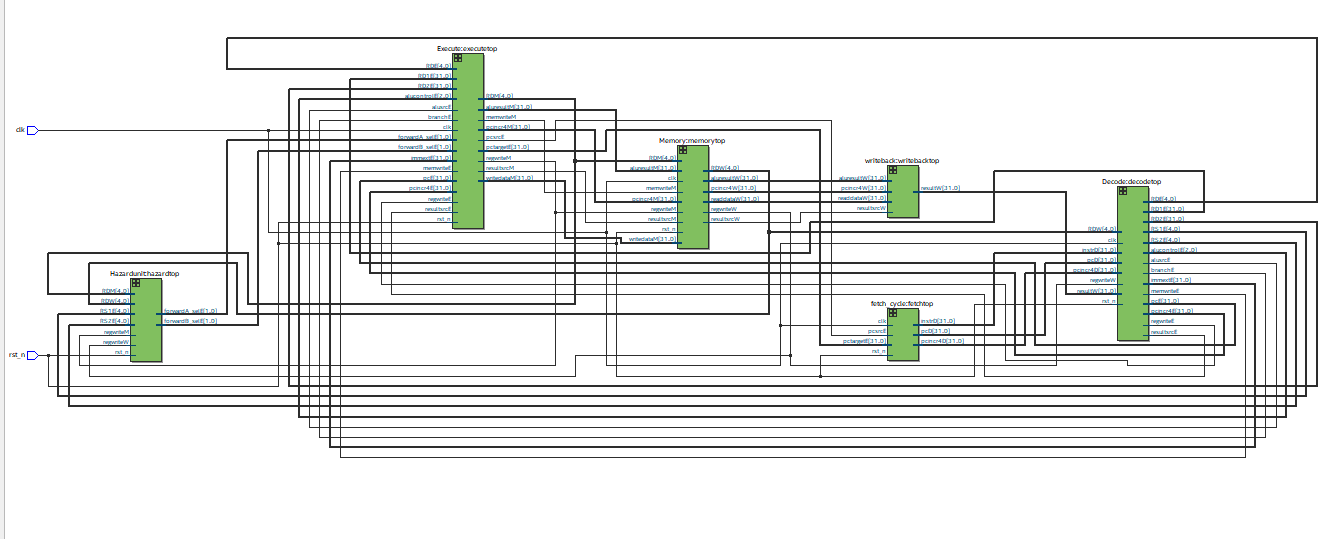 clk
rst_n
Execute:executetop
RDE[4..0]
RD1E[31..0]
RD2E[31..0]
alucontrolE[2..0]
alusrcE
branchE
clk
forwardA_selE[1..0]
forwardB_selE[1..0]
immextE[31..0]
memwriteE
pcE[31..0]
pcincr4E[31..0]
regwriteE
resultsrcE
rst_n
RDM[4..0]
aluresultM[31..0]
memwriteM
pcincr4M[31..0]
pcsrcE
pctargetE[31..0]
regwriteM
resultsrcM
writedataM[31..0]
Memory:memorytop
RDM[4..0]
aluresultM[31..0]
clk
memwriteM
pcincr4M[31..0]
regwriteM
resultsrcM
rst_n
writedataM[31..0]
RDW[4..0]
aluresultW[31..0]
pcincr4W[31..0]
readdataW[31..0]
regwriteW
resultsrcW
writeback:writebacktop
aluresultW[31..0]
pcincr4W[31..0]
readdataW[31..0]
resultsrcW
resultW[31..0]
Decode:decodetop
RDW[4..0]
clk
instrD[31..0]
pcD[31..0]
pcincr4D[31..0]
regwriteW
resultW[31..0]
rst_n
RDE[4..0]
RD1E[31..0]
RD2E[31..0]
RS1E[4..0]
RS2E[4..0]
alucontrolE[2..0]
alusrcE
branchE
immextE[31..0]
memwriteE
pcE[31..0]
pcincr4E[31..0]
regwriteE
resultsrcE
Hazardunit:hazardtop
RDM[4..0]
RDW[4..0]
RS1E[4..0]
RS2E[4..0]
regwriteM
regwriteW
rst_n
forwardA_selE[1..0]
forwardB_selE[1..0]
fetch_cycle:fetchtop
clk
pcsrcE
pctargetE[31..0]
rst_n
instrD[31..0]
pcD[31..0]
pcincr4D[31..0]